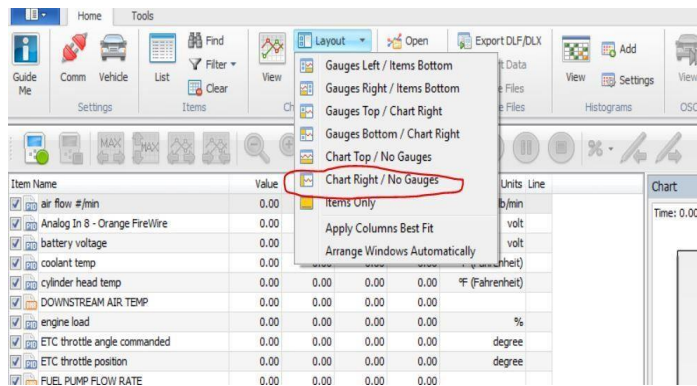 Home Tools
Guide Me
Comm
Vehicle
Settings
List
Find
Filter
Clear
Items
View
Layout
Open
Export DLF/DLX
Data
Files
Files
View
Add
Settings
Histograms
OSC
Gauges Left / Items Bottom
Gauges Right / Items Bottom
Gauges Top / Chart Right
Gauges Bottom / Chart Right
Chart Top / No Gauges
Chart Right / No Gauges
Items Only
Apply Columns Best Fit
Arrange Windows Automatically
MAX MAX
%
Item Name Value Units Line
air flow #/min 0.00 lb/min
Analog In 8 - Orange FireWire 0.00 volt
battery voltage 0.00 volt
coolant temp 0.00
cylinder head temp 0.00 0.00 0.00 0.00 ºF (Fahrenheit)
DOWNSTREAM AIR TEMP 0.00 0.00 0.00 0.00
engine load 0.00 0.00 0.00 0.00 %
ETC throttle angle commanded 0.00 0.00 0.00 0.00 degree
ETC throttle position 0.00 0.00 0.00 0.00 degree
FUEL PUMP FLOW RATE 0.00 0.00 0.00 0.00
Chart
Time: 0.00